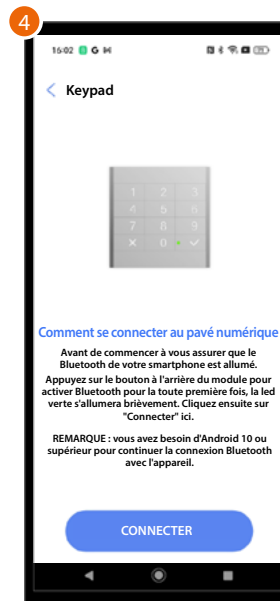 4
16:02
Keypad
1 2 3
4 5 6
7 8 9
X 0 ✓
Comment se connecter au pavé numérique
Avant de commencer à vous assurer que le
Bluetooth de votre smartphone est allumé.
Appuyez sur le bouton à l'arrière du module pour
activer Bluetooth pour la toute première fois, la led
verte s'allumera brièvement. Cliquez ensuite sur
"Connecter" ici.
REMARQUE : vous avez besoin d'Android 10 ou
supérieur pour continuer la connexion Bluetooth
avec l'appareil.
CONNECTER